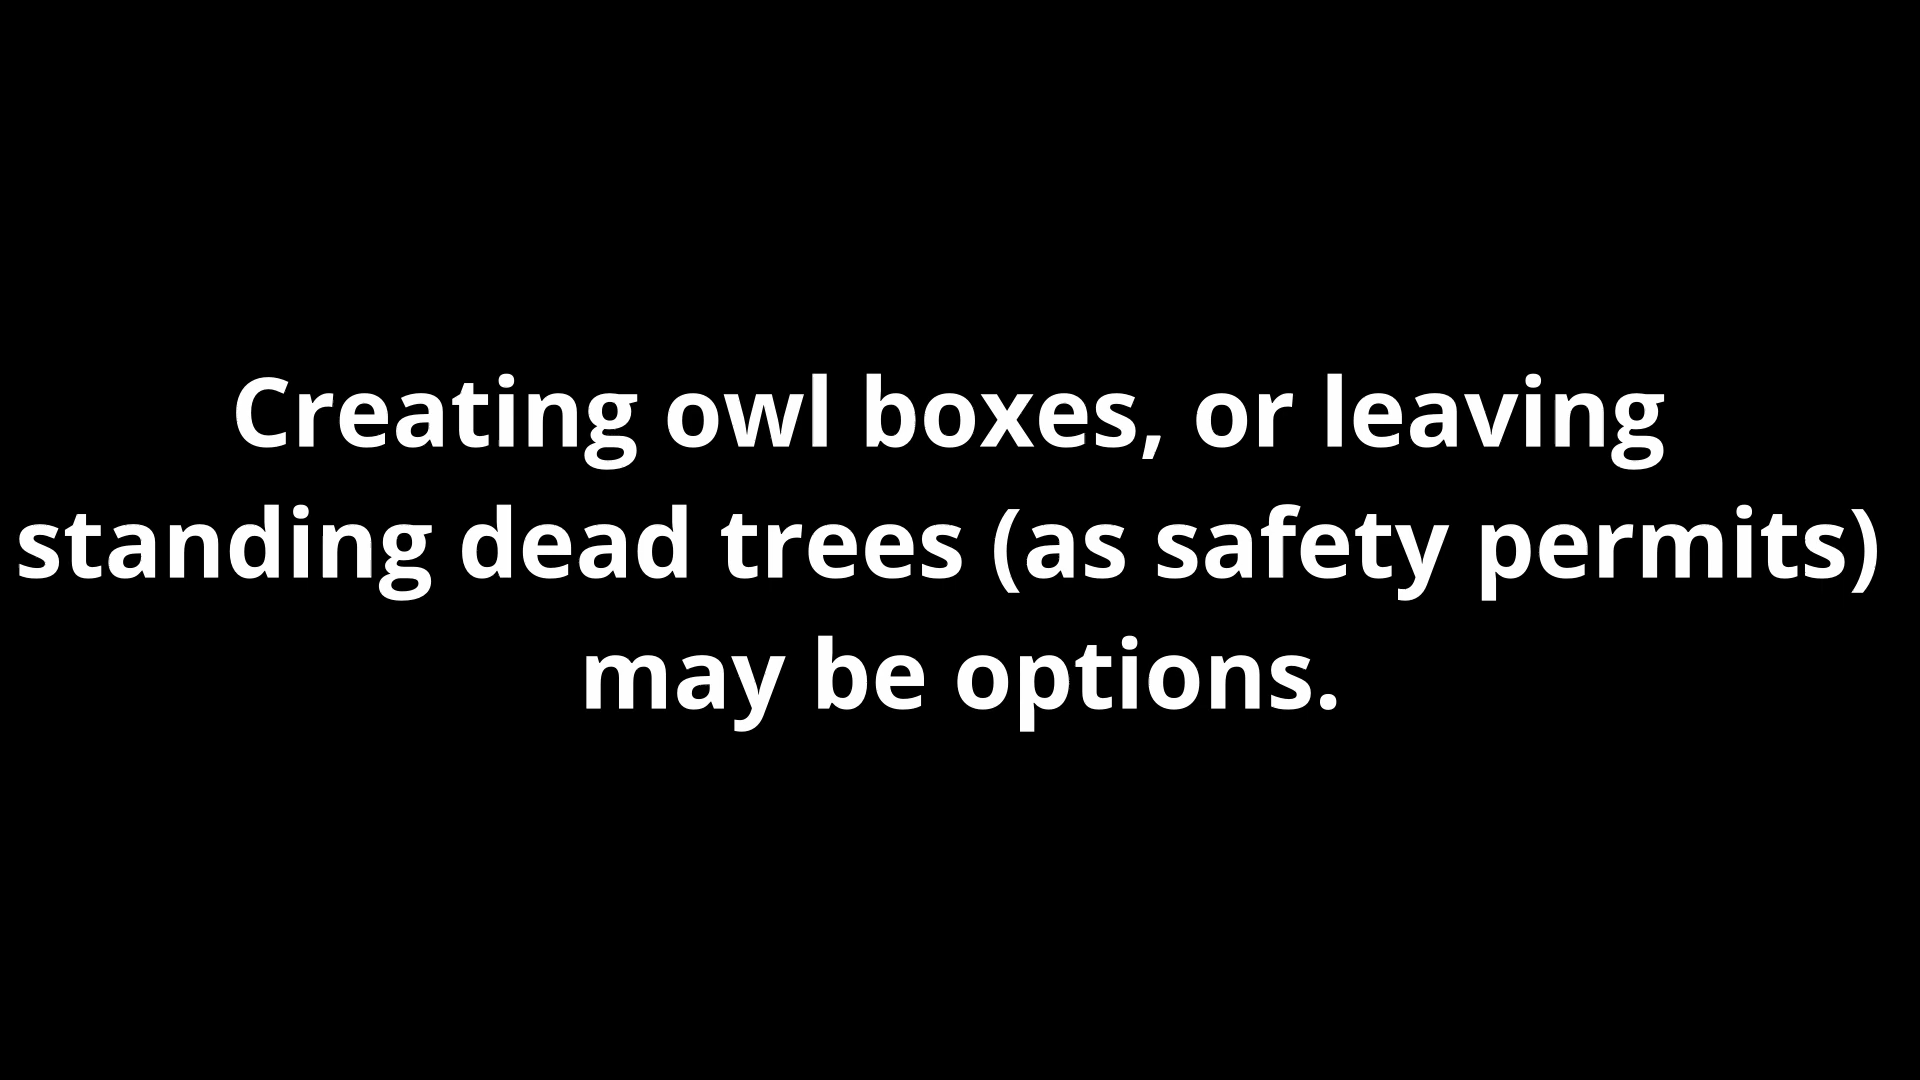 Creating owl boxes, or leaving
standing dead trees (as safety permits)
may be options.